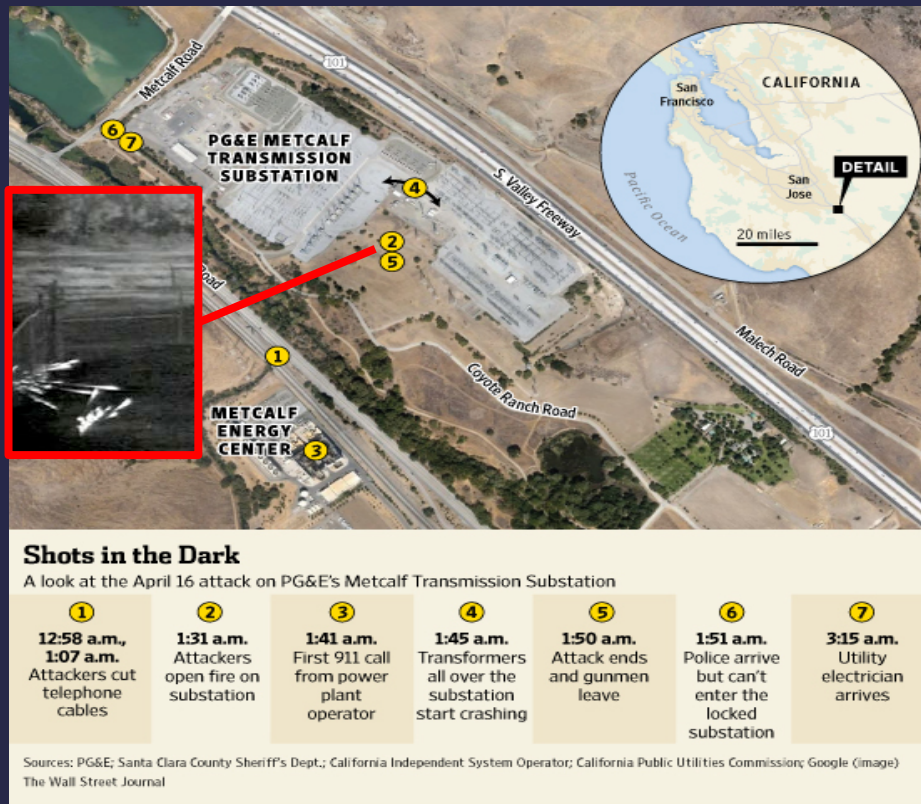 Metcalf Road
101
CALIFORNIA
San
Francisco
6
7
PG&E METCALF
TRANSMISSION
SUBSTATION
DETAIL
4
S. Valley Freeway
San
Jose
Pacific Ocean
20 miles
2
5
Road
1
Malech Road
Coyote Ranch Road
METCALF
ENERGY
CENTER
3
101
Shots in the Dark
A look at the April 16 attack on PG&E's Metcalf Transmission Substation
1
12:58 a.m.,
1:07 a.m.
Attackers cut
telephone
cables
2
1:31 a.m.
Attackers
open fire on
substation
3
1:41 a.m.
First 911 call
from power
plant
operator
4
1:45 a.m.
Transformers
all over the
substation
start crashing
5
1:50 a.m.
Attack ends
and gunmen
leave
6
1:51 a.m.
Police arrive
but can't
enter the
locked
substation
7
3:15 a.m.
Utility
electrician
arrives
Sources: PG&E; Santa Clara County Sheriff's Dept.; California Independent System Operator; California Public Utilities Commission; Google (image)
The Wall Street Journal